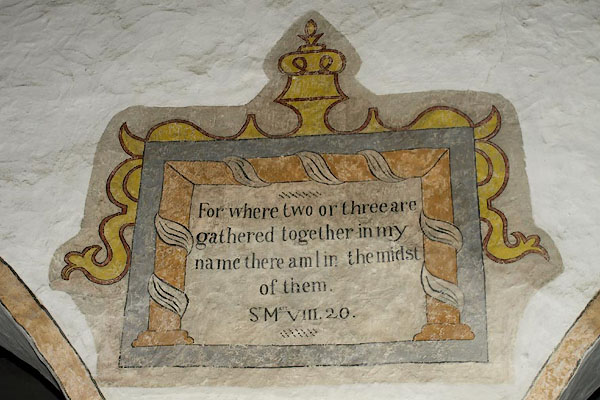 For where two or three are
gathered together in my
name there am I in the midst
of them.
St Mt VIII. 20.